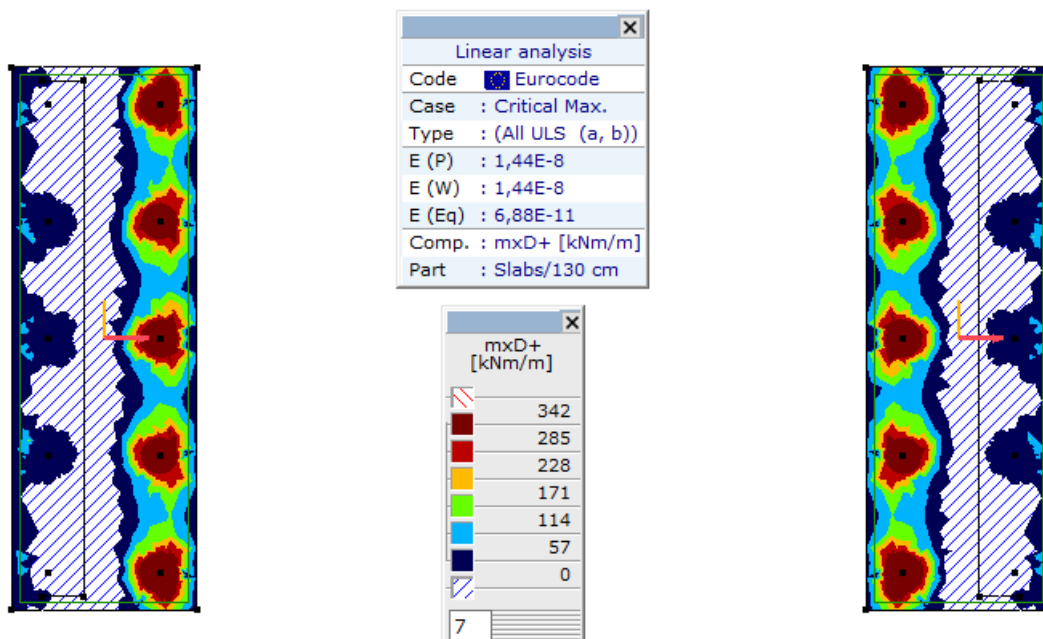 Linear analysis
Code Eurocode
Case : Critical Max.
Type : (All ULS (a, b))
E (P) : 1,44E-8
E (W) : 1,44E-8
E (Eq) : 6,88E-11
Comp. : mxD+ [kNm/m]
Part : Slabs/130 cm
mxD+
[kNm/m]
342
285
228
171
114
57
0
7